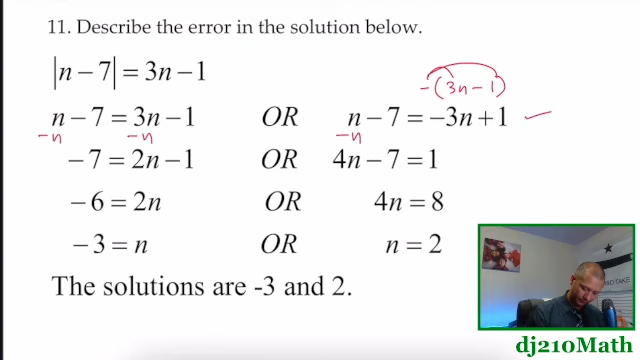 11. Describe the error in the solution below.
|n − 7| = 3n − 1
−(3n − 1)
n − 7 = 3n − 1 OR n − 7 = −3n + 1
−n −n −n
−7 = 2n − 1 OR 4n − 7 = 1
−6 = 2n OR 4n = 8
−3 = n OR n = 2
The solutions are -3 and 2.
dj210Math